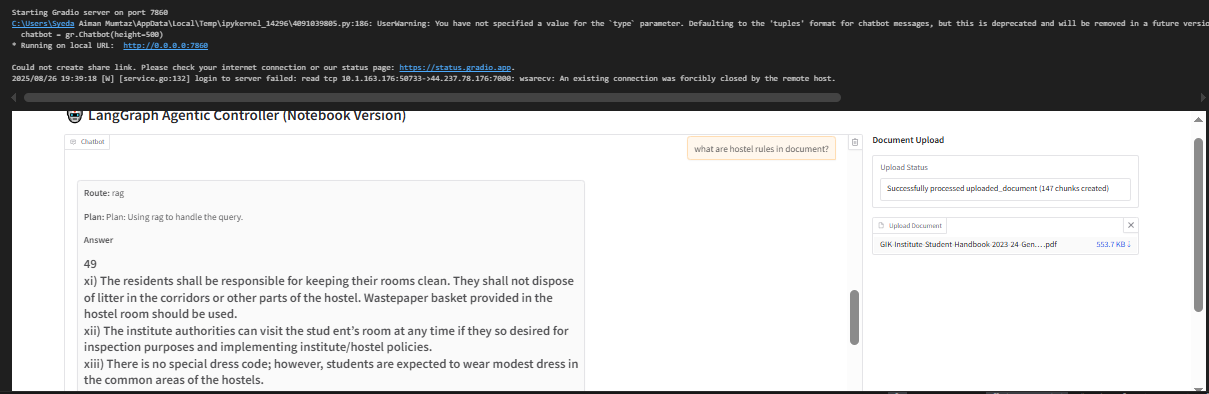 Starting Gradio server on port 7860
C:\Users\Syeda Aiman Mumtaz\AppData\Local\Temp\ipykernel_14296\4091039805.py:186: UserWarning: You have not specified a value for the `type` parameter. Defaulting to the 'tuples' format for chatbot messages, but this is deprecated and will be removed in a future versio
chatbot = gr.Chatbot(height=500)
* Running on local URL: http://0.0.0.0:7860
Could not create share link. Please check your internet connection or our status page: https://status.gradio.app.
2025/08/26 19:39:18 [W] [service.go:132] login to server failed: read tcp 10.1.163.176:50733->44.237.78.176:7000: wsarecv: An existing connection was forcibly closed by the remote host.
LangGraph Agentic Controller (Notebook Version)
Chatbot
what are hostel rules in document?
Route: rag
Plan: Plan: Using rag to handle the query.
Answer
49
xi) The residents shall be responsible for keeping their rooms clean. They shall not dispose
of litter in the corridors or other parts of the hostel. Wastepaper basket provided in the
hostel room should be used.
xii) The institute authorities can visit the stud ent's room at any time if they so desired for
inspection purposes and implementing institute/hostel policies.
xiii) There is no special dress code; however, students are expected to wear modest dress in
the common areas of the hostels.
Document Upload
Upload Status
Successfully processed uploaded_document (147 chunks created)
Upload Document
GIK-Institute-Student-Handbook-2023-24-Gen....pdf 553.7 KB ↓